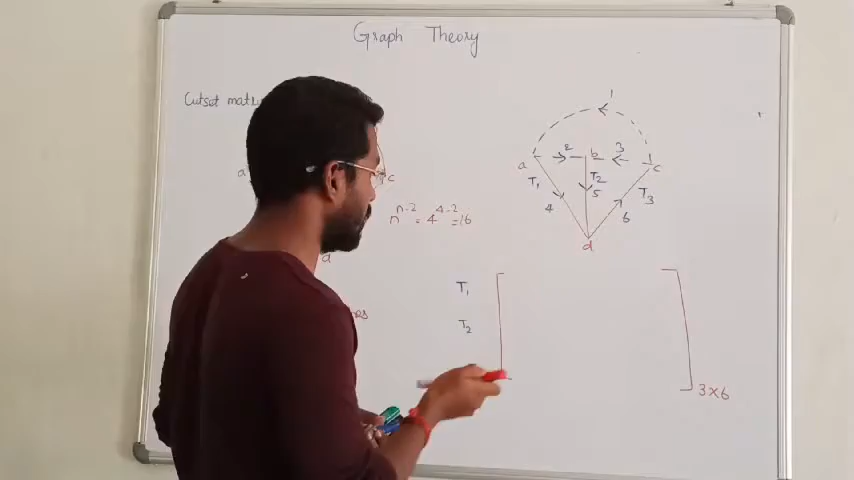 Graph Theory
Cutset
1
a
2
b
3
c
T1
T2
T3
4
5
6
d
a
c
n^n-2 = 4^4-2 = 16
d
T1
T2
3×6